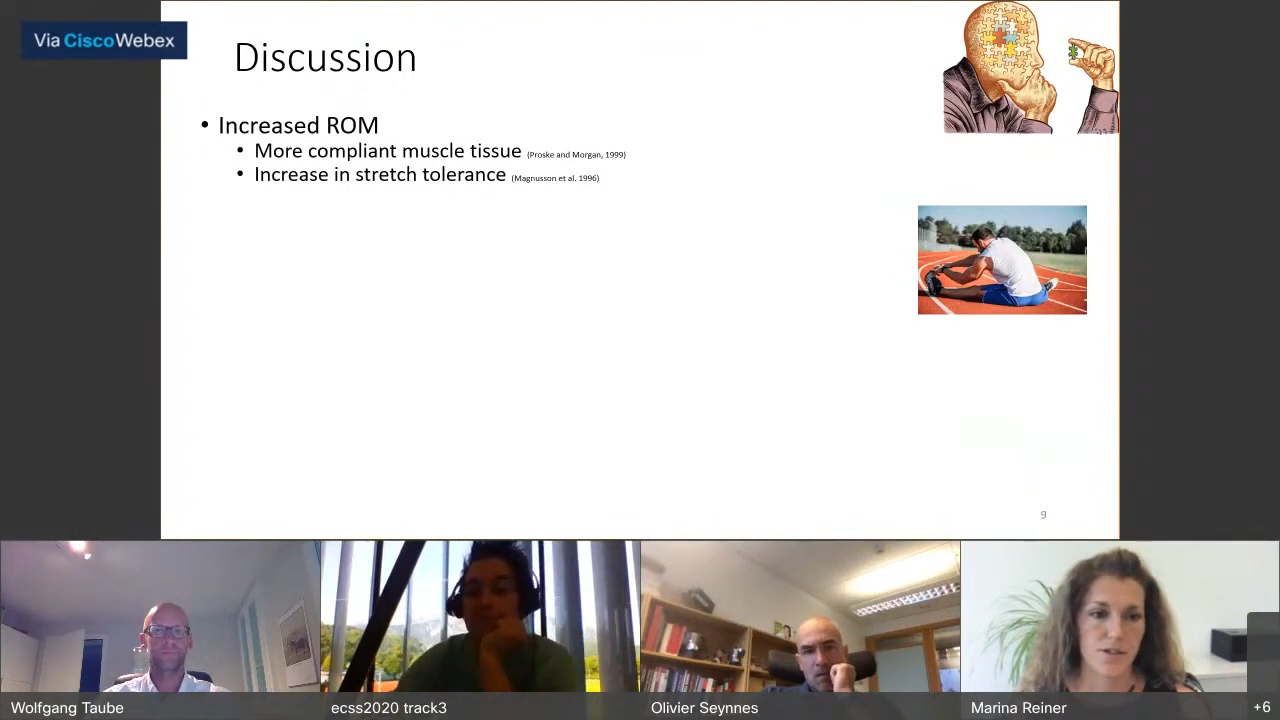 Via CiscoWebex
Discussion
• Increased ROM
• More compliant muscle tissue (Proske and Morgan, 1999)
• Increase in stretch tolerance (Magnusson et al. 1996)
9
Wolfgang Taube
ecss2020 track3
Olivier Seynnes
Marina Reiner
+6